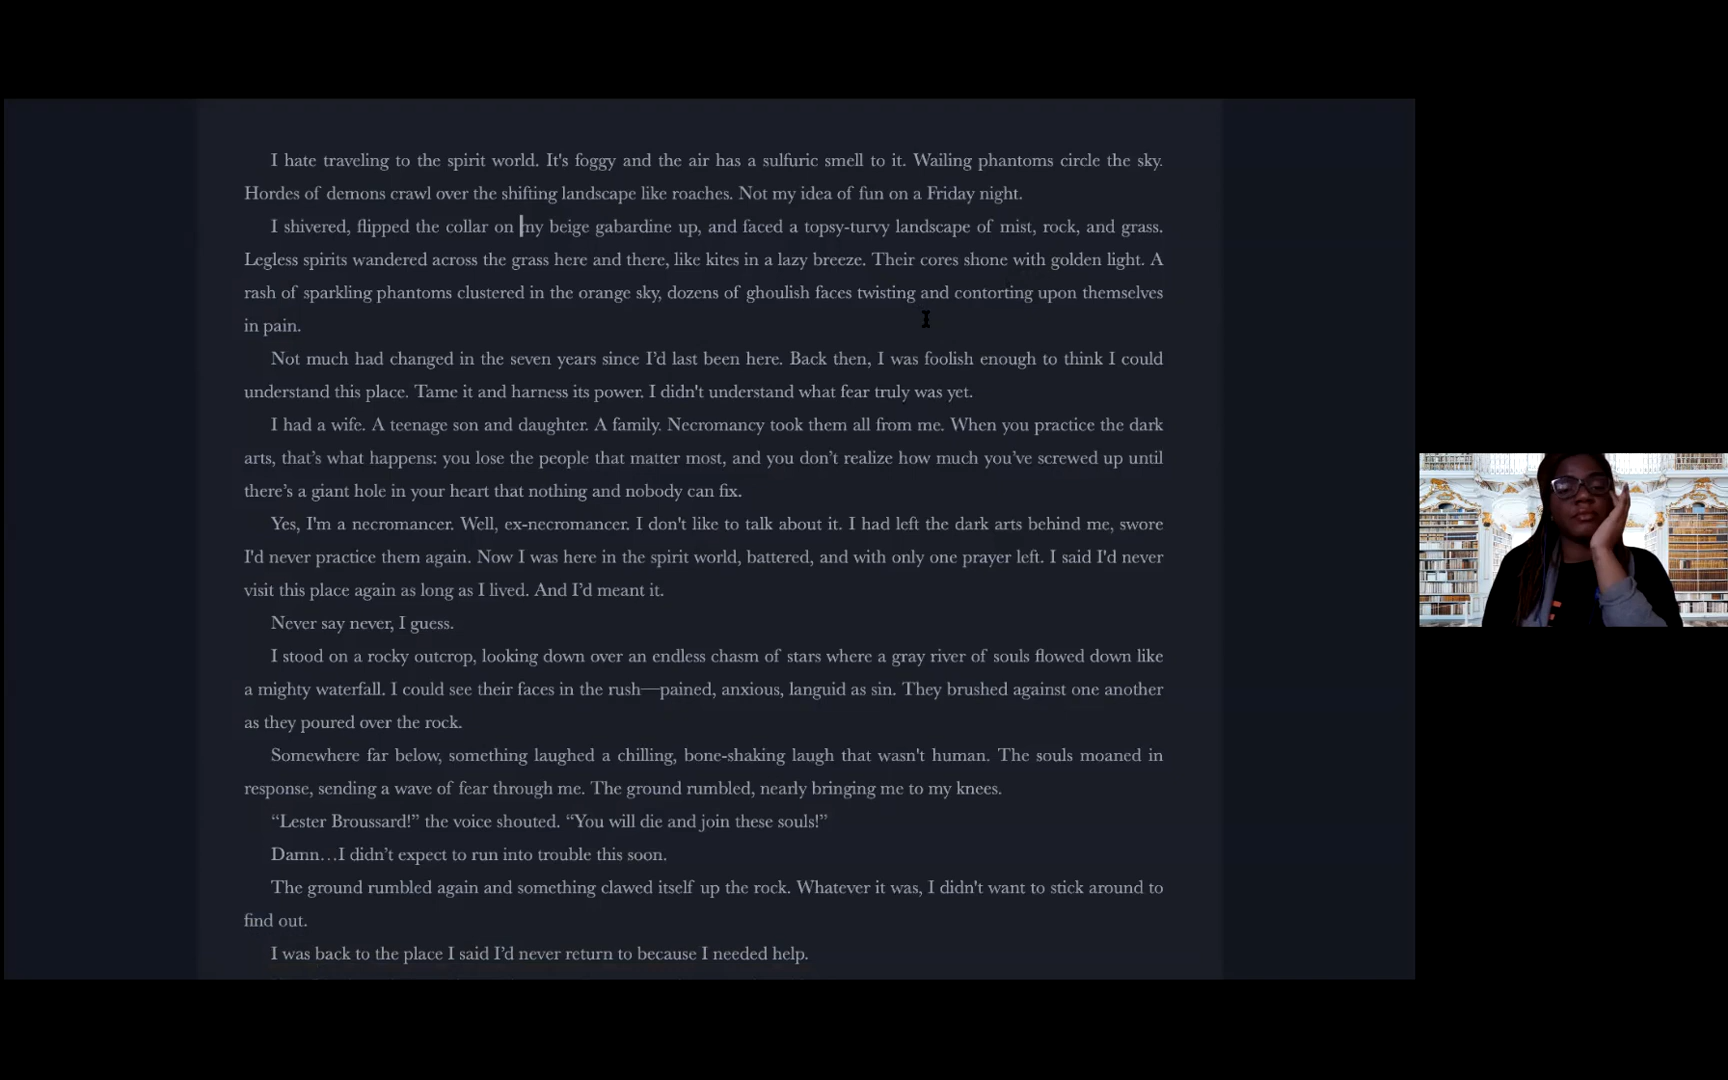 I hate traveling to the spirit world. It's foggy and the air has a sulfuric smell to it. Wailing phantoms circle the sky.
Hordes of demons crawl over the shifting landscape like roaches. Not my idea of fun on a Friday night.
I shivered, flipped the collar on my beige gabardine up, and faced a topsy-turvy landscape of mist, rock, and grass.
Legless spirits wandered across the grass here and there, like kites in a lazy breeze. Their cores shone with golden light. A
rash of sparkling phantoms clustered in the orange sky, dozens of ghoulish faces twisting and contorting upon themselves
in pain.
Not much had changed in the seven years since I’d last been here. Back then, I was foolish enough to think I could
understand this place. Tame it and harness its power. I didn't understand what fear truly was yet.
I had a wife. A teenage son and daughter. A family. Necromancy took them all from me. When you practice the dark
arts, that’s what happens: you lose the people that matter most, and you don’t realize how much you’ve screwed up until
there’s a giant hole in your heart that nothing and nobody can fix.
Yes, I'm a necromancer. Well, ex-necromancer. I don't like to talk about it. I had left the dark arts behind me, swore
I'd never practice them again. Now I was here in the spirit world, battered, and with only one prayer left. I said I'd never
visit this place again as long as I lived. And I’d meant it.
Never say never, I guess.
I stood on a rocky outcrop, looking down over an endless chasm of stars where a gray river of souls flowed down like
a mighty waterfall. I could see their faces in the rush—pained, anxious, languid as sin. They brushed against one another
as they poured over the rock.
Somewhere far below, something laughed a chilling, bone-shaking laugh that wasn't human. The souls moaned in
response, sending a wave of fear through me. The ground rumbled, nearly bringing me to my knees.
“Lester Broussard!” the voice shouted. “You will die and join these souls!”
Damn…I didn’t expect to run into trouble this soon.
The ground rumbled again and something clawed itself up the rock. Whatever it was, I didn't want to stick around to
find out.
I was back to the place I said I’d never return to because I needed help.